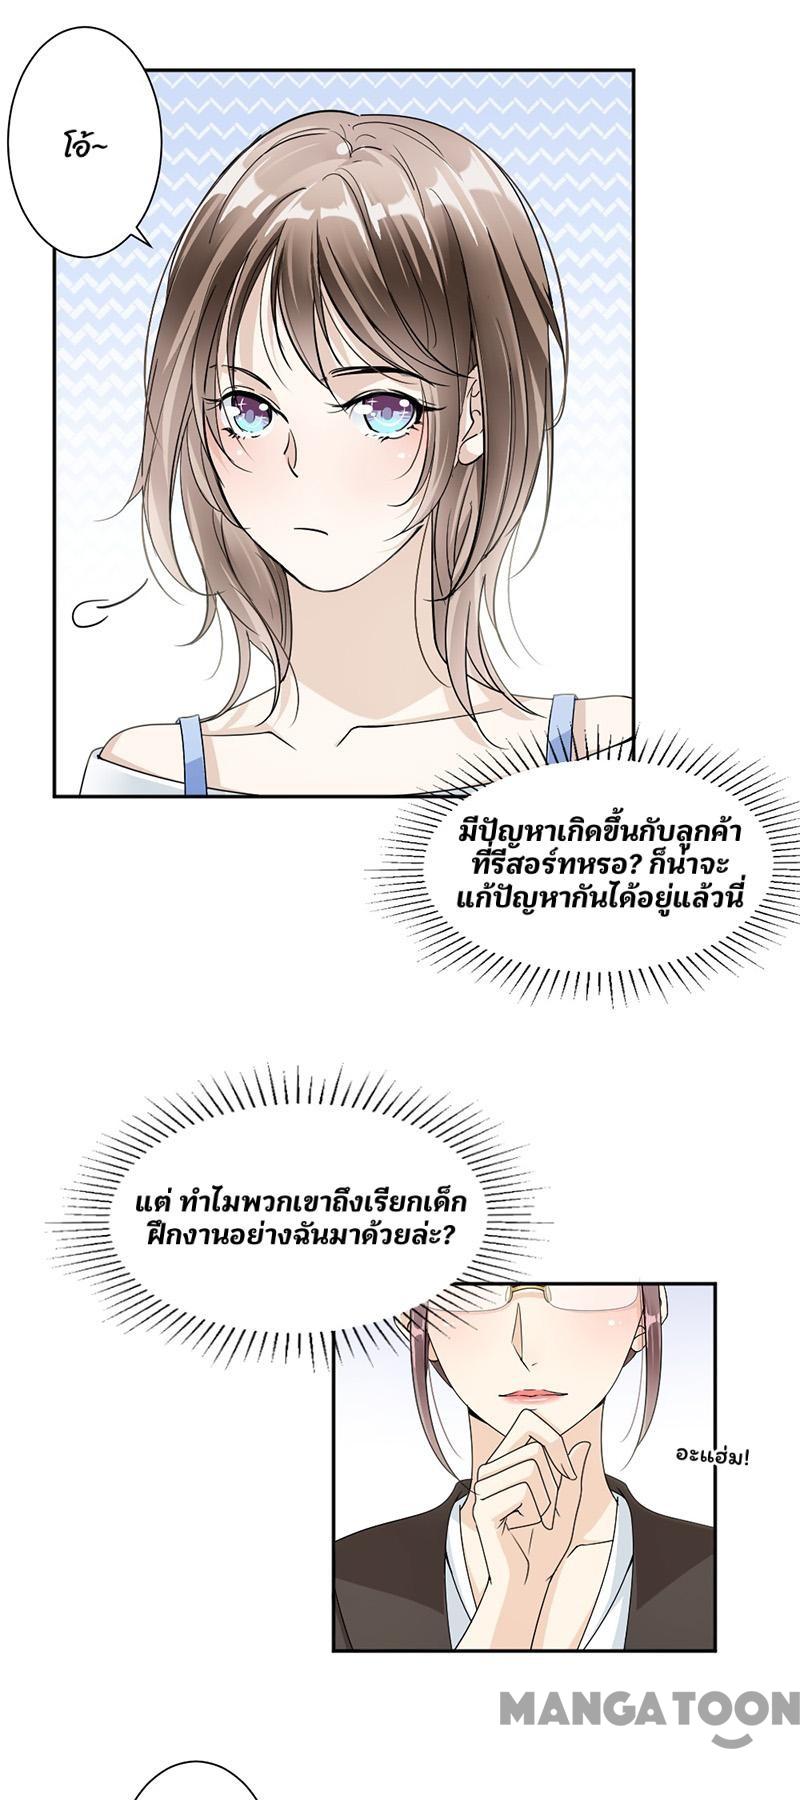 โอ้~
มีปัญหาเกิดขึ้นกับลูกค้า
ที่รีสอร์ทหรอ? ก็น่าจะ
แก้ปัญหากันได้อยู่แล้วนี่
แต่ ทำไมพวกเขาถึงเรียกเด็ก
ฝึกงานอย่างฉันมาด้วยล่ะ?
อะแฮ่ม!
MANGATOON